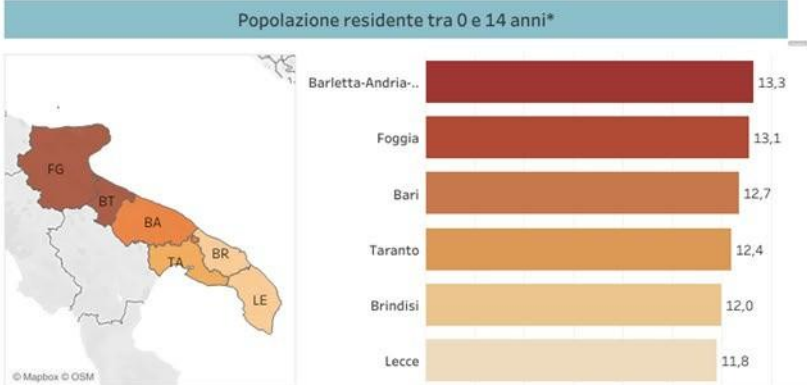 Popolazione residente tra 0 e 14 anni*
FG
BT
BA
BR
TA
LE
© Mapbox © OSM
Barletta-Andria-.. 13,3
Foggia 13,1
Bari 12,7
Taranto 12,4
Brindisi 12,0
Lecce 11,8